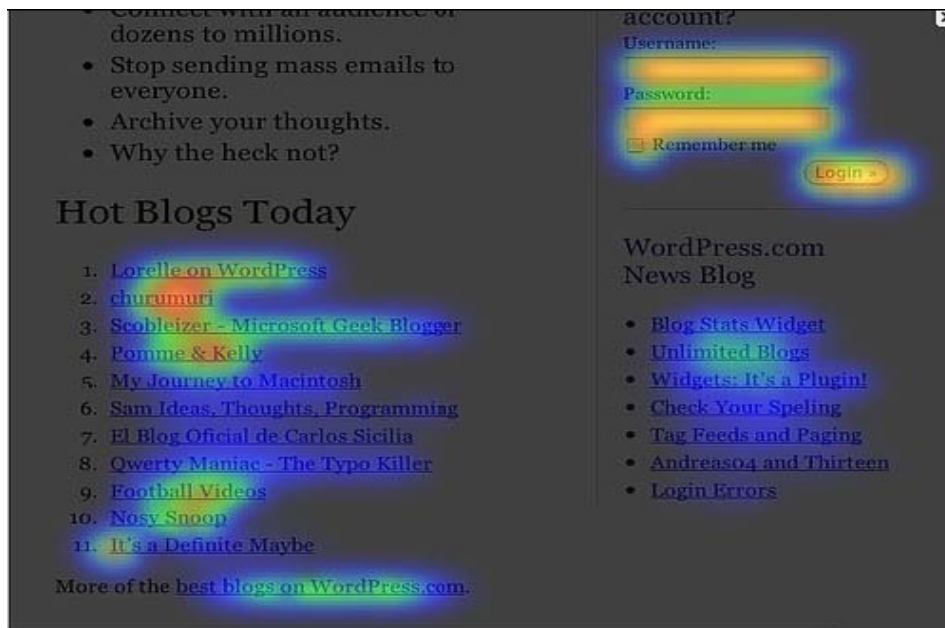 Connect with an audience of
dozens to millions.
Stop sending mass emails to
everyone.
Archive your thoughts.
Why the heck not?
Hot Blogs Today
1. Lorelle on WordPress
2. churumuri
3. Scobleizer - Microsoft Geek Blogger
4. Pomme & Kelly
5. My Journey to Macintosh
6. Sam Ideas, Thoughts, Programming
7. El Blog Oficial de Carlos Sicilia
8. Qwerty Maniac - The Typo Killer
9. Football Videos
10. Nosy Snoop
11. It's a Definite Maybe
More of the best blogs on WordPress.com.
account?
Username:
Password:
Remember me
Login »
WordPress.com
News Blog
Blog Stats Widget
Unlimited Blogs
Widgets: It's a Plugin!
Check Your Speling
Tag Feeds and Paging
Andreas04 and Thirteen
Login Errors